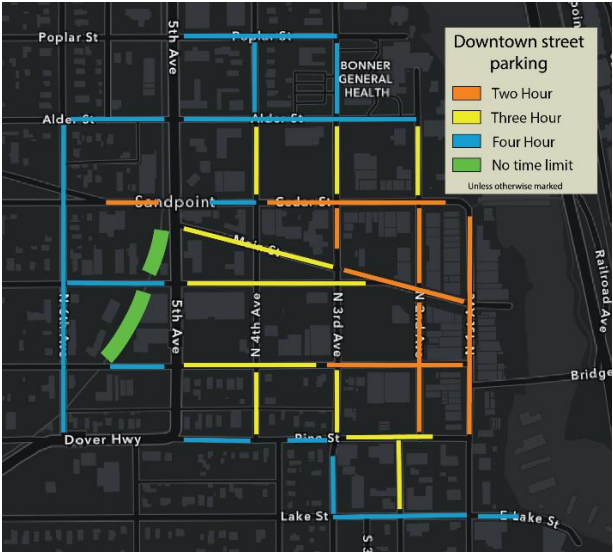 Poplar St
5th Ave
Poplar St
BONNER
GENERAL
HEALTH
Downtown street
parking
Two Hour
Three Hour
Four Hour
No time limit
Unless otherwise marked
Alder St
Alder St
Sandpoint
Cedar St
Main St
5th Ave
N 4th Ave
N 3rd Ave
Railroad Ave
Bridge
Dover Hwy
Pine St
Lake St
E Lake St
S 3